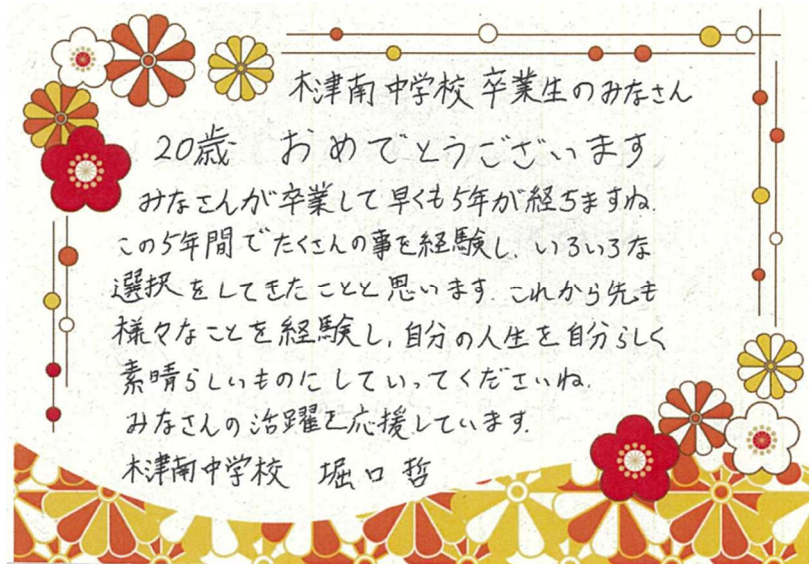 木津南中学校 卒業生のみなさん
20歳 おめでとうございます
みなさんが卒業して早くも5年が経ちますね。
この5年間でたくさんの事を経験し、いろいろな
選択をしてきたことと思います。これから先も
様々なことを経験し、自分の人生を自分らしく
素晴らしいものにしていってくださいね。
みなさんの活躍を応援しています。
木津南中学校 堀口 哲